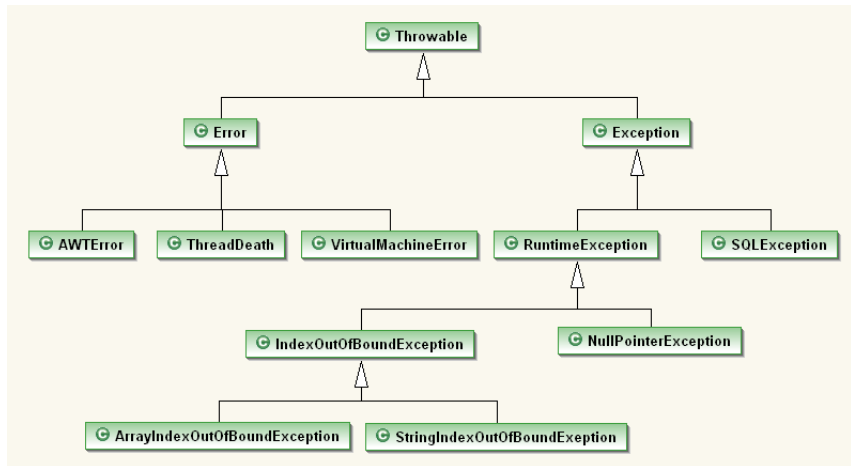 Throwable
Error
Exception
AWTError
ThreadDeath
VirtualMachineError
RuntimeException
SQLException
IndexOutOfBoundException
NullPointerException
ArrayIndexOutOfBoundException
StringIndexOutOfBoundExeption